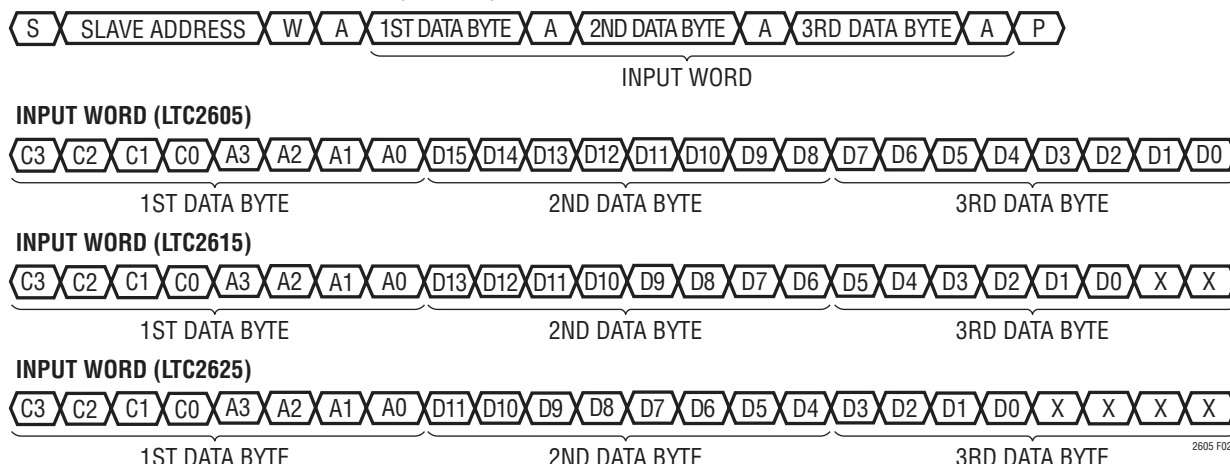 S SLAVE ADDRESS W A 1ST DATA BYTE A 2ND DATA BYTE A 3RD DATA BYTE A P
INPUT WORD
INPUT WORD (LTC2605)
C3 C2 C1 C0 A3 A2 A1 A0 D15 D14 D13 D12 D11 D10 D9 D8 D7 D6 D5 D4 D3 D2 D1 D0
1ST DATA BYTE 2ND DATA BYTE 3RD DATA BYTE
INPUT WORD (LTC2615)
C3 C2 C1 C0 A3 A2 A1 A0 D13 D12 D11 D10 D9 D8 D7 D6 D5 D4 D3 D2 D1 D0 X X
1ST DATA BYTE 2ND DATA BYTE 3RD DATA BYTE
INPUT WORD (LTC2625)
C3 C2 C1 C0 A3 A2 A1 A0 D11 D10 D9 D8 D7 D6 D5 D4 D3 D2 D1 D0 X X X X
1ST DATA BYTE 2ND DATA BYTE 3RD DATA BYTE
2605 F02